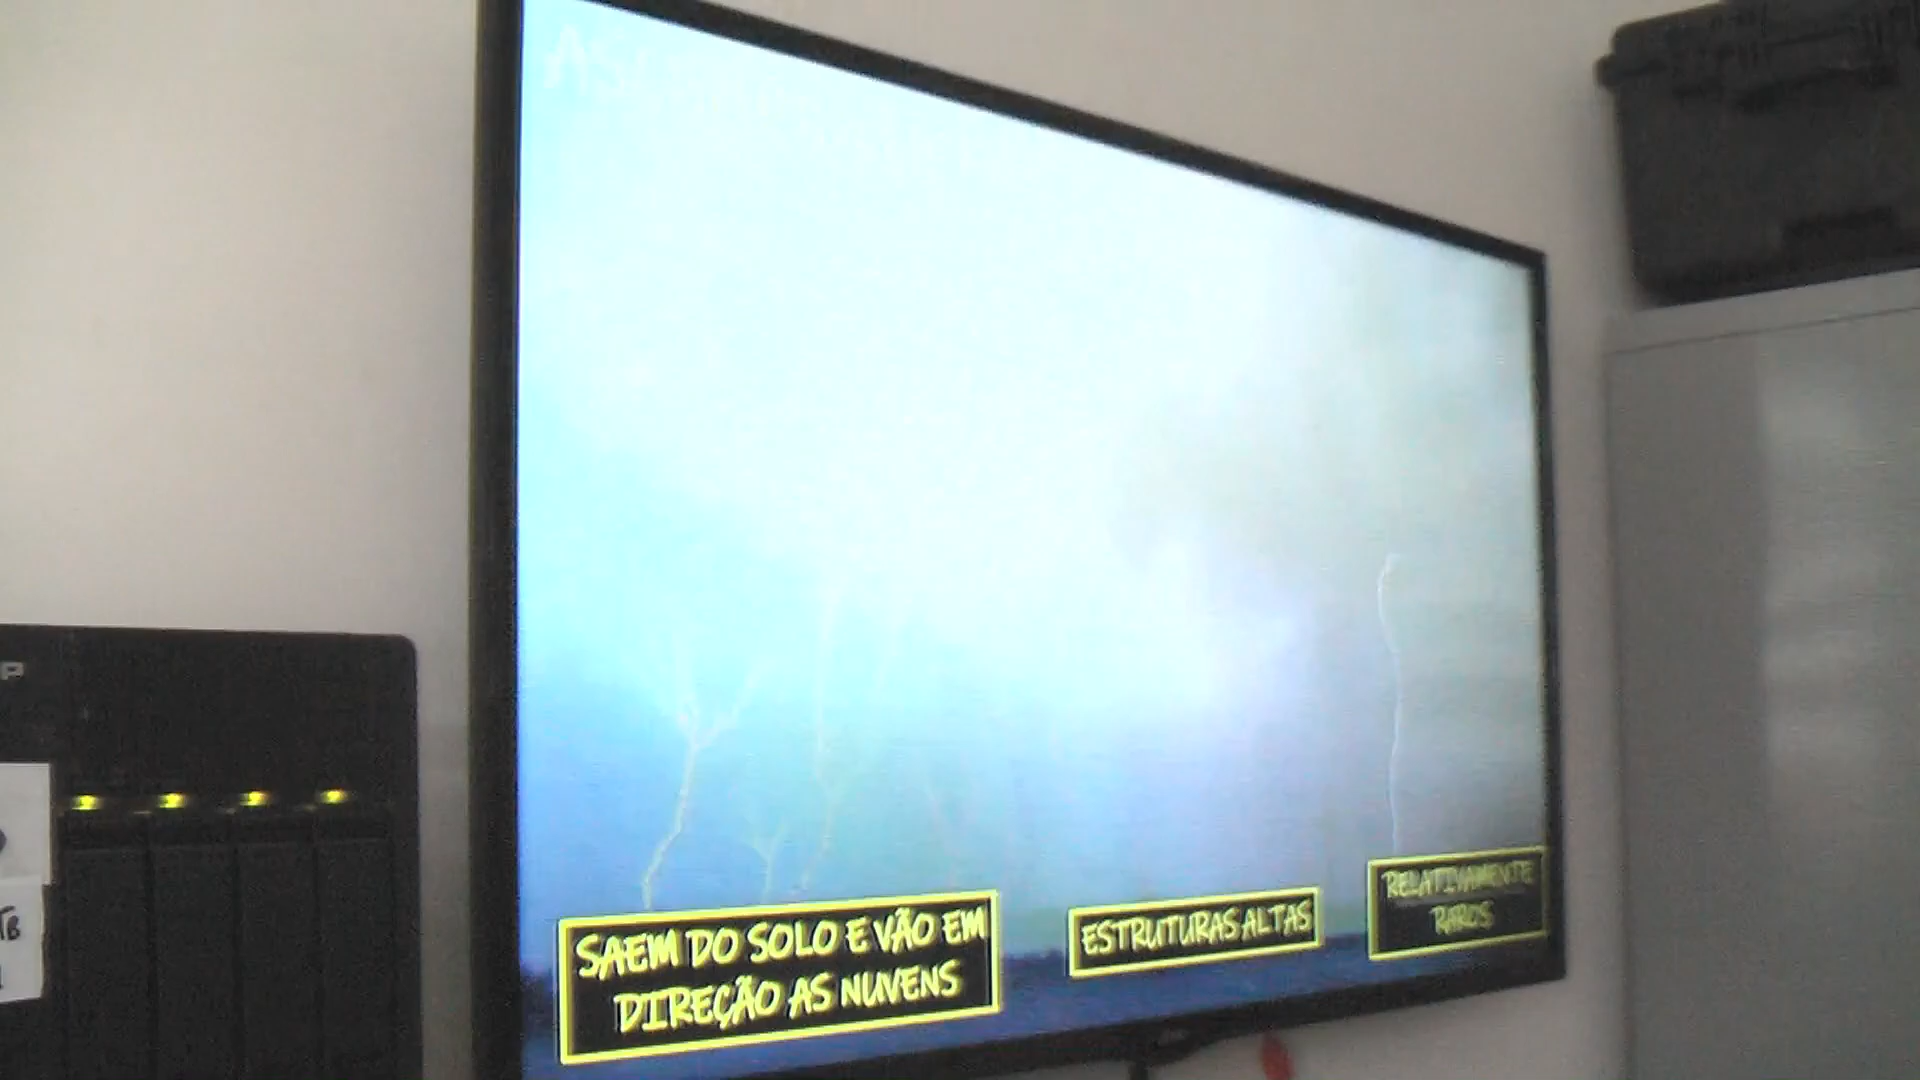 SAEM DO SOLO E VÃO EM
DIREÇÃO AS NUVENS
ESTRUTURAS ALTAS
RELATIVAMENTE
RAROS